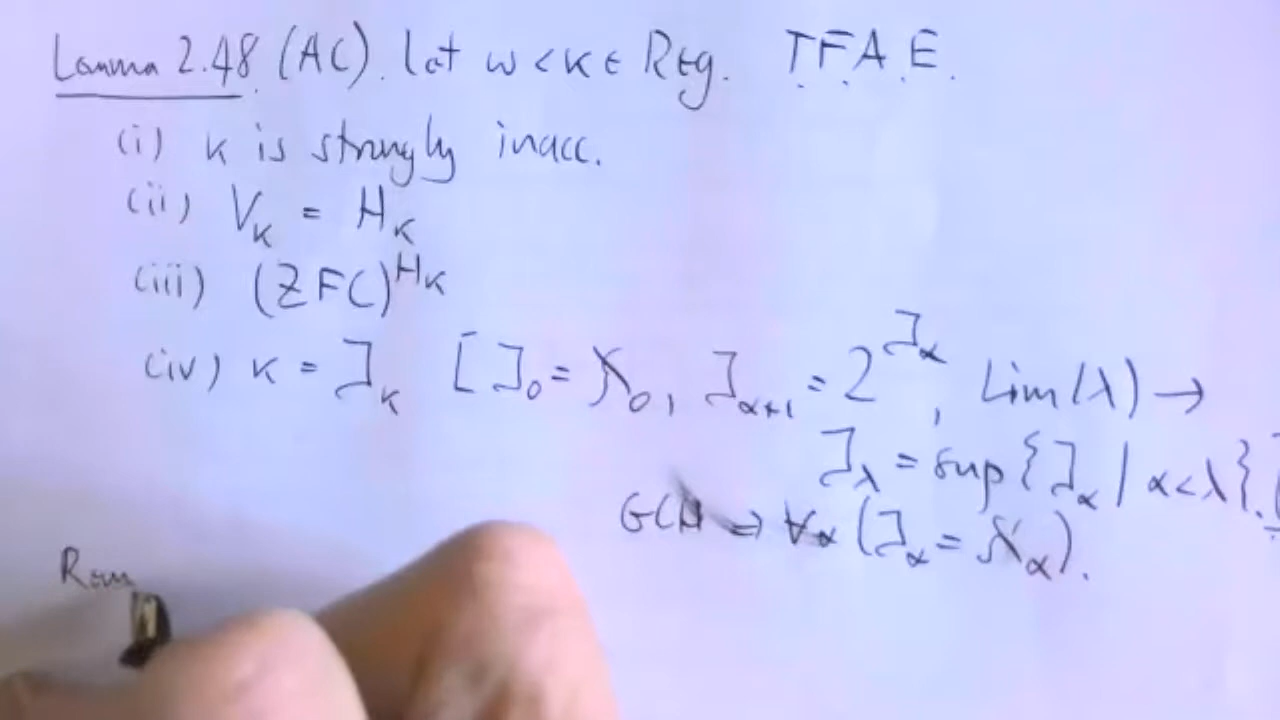 Lemma 2.48 (AC). Let ω < κ ∈ Reg. T.F.A.E.
(i) κ is strongly inacc.
(ii) V_κ = H_κ
(iii) (ZFC)^{H_κ}
(iv) κ = ℶ_κ [ℶ_0 = ℵ_0, ℶ_{α+1} = 2^{ℶ_α}, Lim(λ) →
ℶ_λ = sup{ℶ_α | α<λ}.]
GCH ⇒ ∀α (ℶ_α = ℵ_α).
Rem